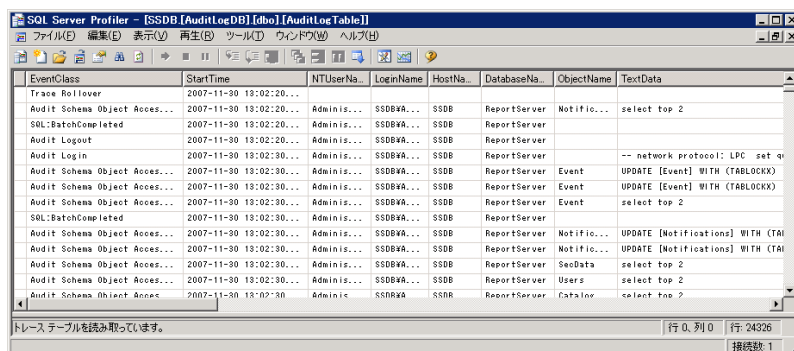 SQL Server Profiler - [SSDB.[AuditLogDB].[dbo].[AuditLogTable]]
ファイル(F) 編集(E) 表示(V) 再生(R) ツール(T) ウィンドウ(W) ヘルプ(H)
EventClass StartTime NTUserNa... LoginName HostNa... DatabaseNa... ObjectName TextData
Trace Rollover 2007-11-30 13:02:20...
Audit Schema Object Acces... 2007-11-30 13:02:20... Adminis... SSDB¥A... SSDB ReportServer Notific... select top 2
SQL:BatchCompleted 2007-11-30 13:02:20... Adminis... SSDB¥A... SSDB ReportServer
Audit Logout 2007-11-30 13:02:20... Adminis... SSDB¥A... SSDB ReportServer
Audit Login 2007-11-30 13:02:30... Adminis... SSDB¥A... SSDB ReportServer -- network protocol: LPC set qu
Audit Schema Object Acces... 2007-11-30 13:02:30... Adminis... SSDB¥A... SSDB ReportServer Event UPDATE [Event] WITH (TABLOCKX)
Audit Schema Object Acces... 2007-11-30 13:02:30... Adminis... SSDB¥A... SSDB ReportServer Event UPDATE [Event] WITH (TABLOCKX)
Audit Schema Object Acces... 2007-11-30 13:02:30... Adminis... SSDB¥A... SSDB ReportServer Event select top 2
SQL:BatchCompleted 2007-11-30 13:02:30... Adminis... SSDB¥A... SSDB ReportServer
Audit Schema Object Acces... 2007-11-30 13:02:30... Adminis... SSDB¥A... SSDB ReportServer Notific... UPDATE [Notifications] WITH (TAB
Audit Schema Object Acces... 2007-11-30 13:02:30... Adminis... SSDB¥A... SSDB ReportServer Notific... UPDATE [Notifications] WITH (TAB
Audit Schema Object Acces... 2007-11-30 13:02:30... Adminis... SSDB¥A... SSDB ReportServer SecData select top 2
Audit Schema Object Acces... 2007-11-30 13:02:30... Adminis... SSDB¥A... SSDB ReportServer Users select top 2
Audit Schema Object Acces... 2007-11-30 13:02:30... Adminis... SSDB¥A... SSDB ReportServer Catalog select top 2
トレース テーブルを読み取っています。 行 0、列 0 行: 24326
接続数: 1